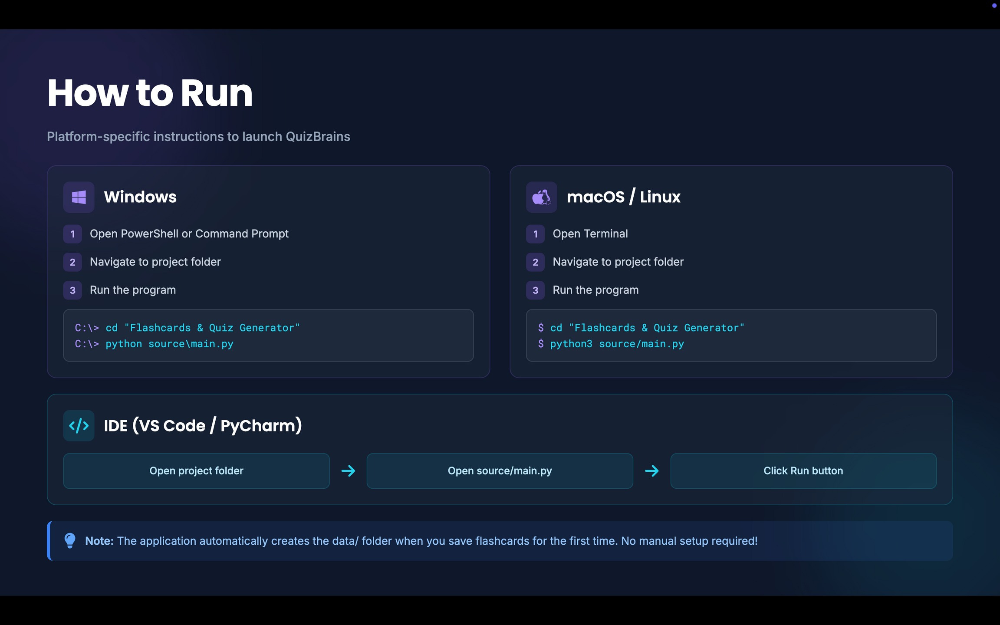 How to Run
Platform-specific instructions to launch QuizBrains
Windows
1 Open PowerShell or Command Prompt
2 Navigate to project folder
3 Run the program
C:\> cd "Flashcards & Quiz Generator"
C:\> python source\main.py
macOS / Linux
1 Open Terminal
2 Navigate to project folder
3 Run the program
$ cd "Flashcards & Quiz Generator"
$ python3 source/main.py
IDE (VS Code / PyCharm)
Open project folder
Open source/main.py
Click Run button
Note: The application automatically creates the data/ folder when you save flashcards for the first time. No manual setup required!